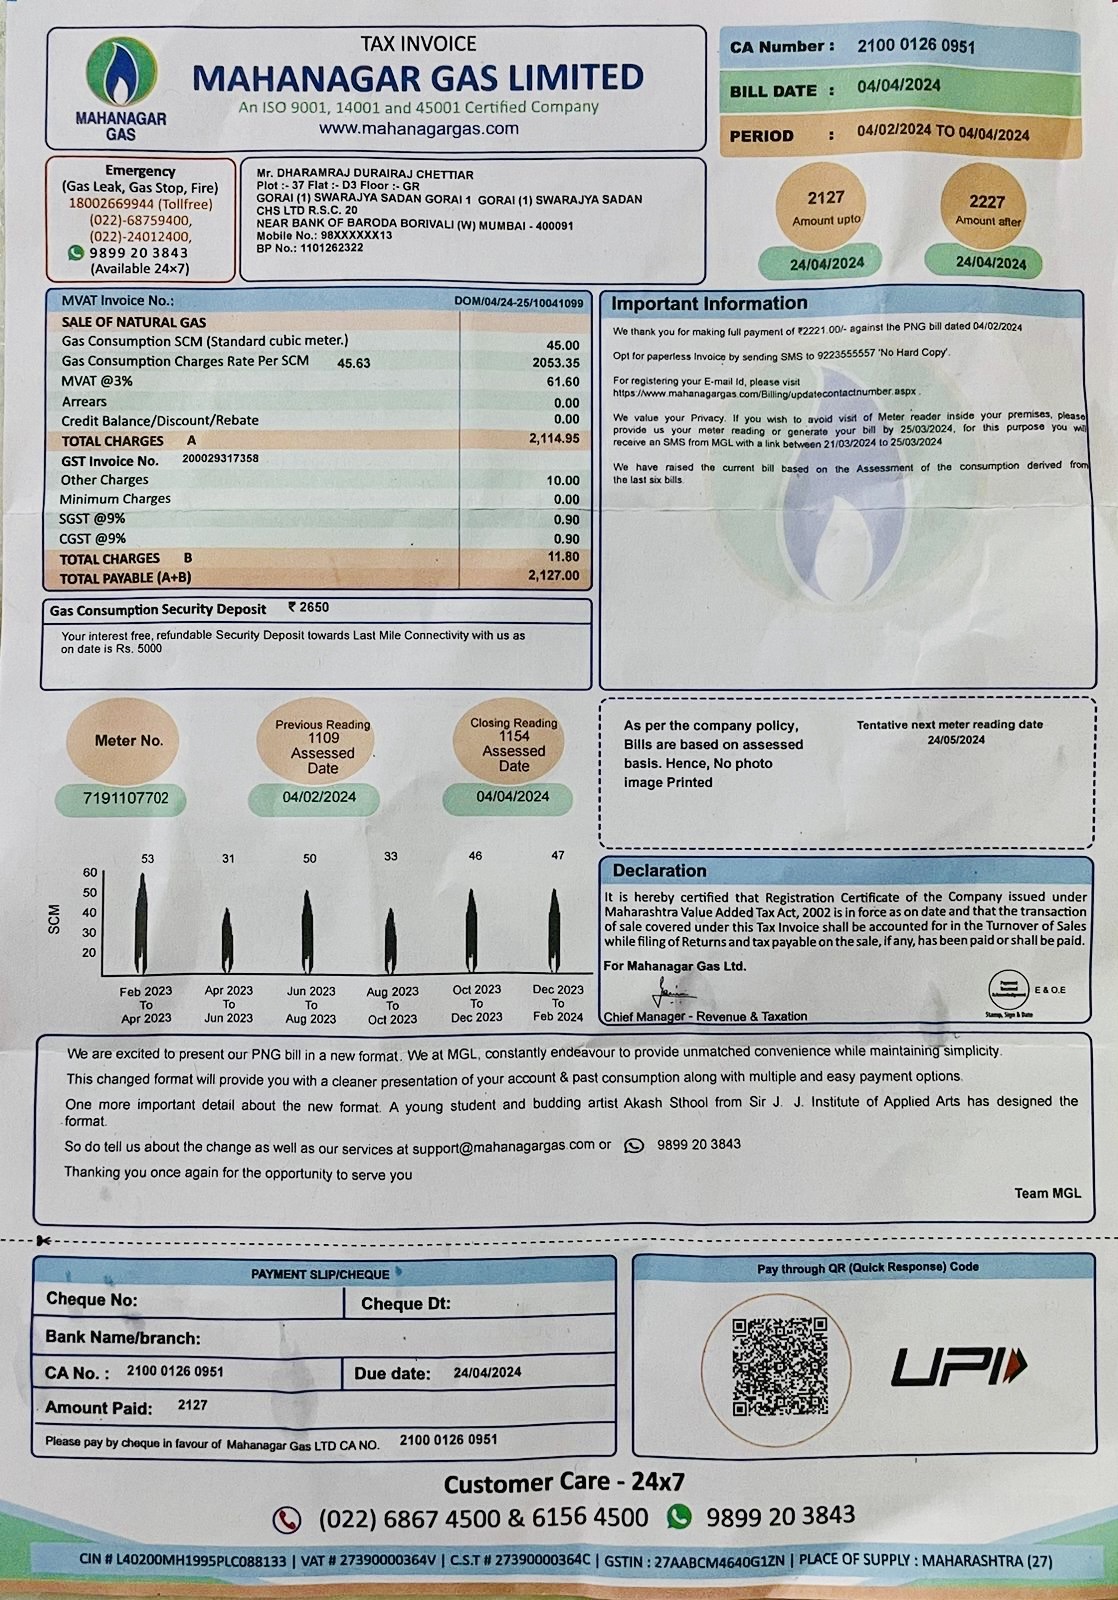 TAX INVOICE
MAHANAGAR GAS LIMITED
An ISO 9001, 14001 and 45001 Certified Company
www.mahanagargas.com
MAHANAGAR
GAS
CA Number : 2100 0126 0951
BILL DATE : 04/04/2024
PERIOD : 04/02/2024 TO 04/04/2024
Emergency
(Gas Leak, Gas Stop, Fire)
18002669944 (Tollfree)
(022)-68759400,
(022)-24012400,
9899 20 3843
(Available 24×7)
Mr. DHARAMRAJ DURAIRAJ CHETTIAR
Plot :- 37 Flat :- D3 Floor :- GR
GORAI (1) SWARAJYA SADAN GORAI 1 GORAI (1) SWARAJYA SADAN
CHS LTD R.S.C. 20
NEAR BANK OF BARODA BORIVALI (W) MUMBAI - 400091
Mobile No.: 98XXXXXX13
BP No.: 1101262322
2127
Amount upto
24/04/2024
2227
Amount after
24/04/2024
MVAT Invoice No.: DOM/04/24-25/10041099
SALE OF NATURAL GAS
Gas Consumption SCM (Standard cubic meter.) 45.00
Gas Consumption Charges Rate Per SCM 45.63 2053.35
MVAT @3% 61.60
Arrears 0.00
Credit Balance/Discount/Rebate 0.00
TOTAL CHARGES A 2,114.95
GST Invoice No. 200029317358
Other Charges 10.00
Minimum Charges 0.00
SGST @9% 0.90
CGST @9% 0.90
TOTAL CHARGES B 11.80
TOTAL PAYABLE (A+B) 2,127.00
Gas Consumption Security Deposit ₹ 2650
Your interest free, refundable Security Deposit towards Last Mile Connectivity with us as
on date is Rs. 5000
Important Information
We thank you for making full payment of ₹2221.00/- against the PNG bill dated 04/02/2024
Opt for paperless Invoice by sending SMS to 9223555557 'No Hard Copy'.
For registering your E-mail Id, please visit
https://www.mahanagargas.com/Billing/updatecontactnumber.aspx .
We value your Privacy. If you wish to avoid visit of Meter reader inside your premises, please
provide us your meter reading or generate your bill by 25/03/2024, for this purpose you will
receive an SMS from MGL with a link between 21/03/2024 to 25/03/2024
We have raised the current bill based on the Assessment of the consumption derived from
the last six bills.
Meter No.
7191107702
Previous Reading
1109
Assessed
Date
04/02/2024
Closing Reading
1154
Assessed
Date
04/04/2024
As per the company policy,
Bills are based on assessed
basis. Hence, No photo
image Printed
Tentative next meter reading date
24/05/2024
53 31 50 33 46 47
SCM
60
50
40
30
20
Feb 2023 To Apr 2023
Apr 2023 To Jun 2023
Jun 2023 To Aug 2023
Aug 2023 To Oct 2023
Oct 2023 To Dec 2023
Dec 2023 To Feb 2024
Declaration
It is hereby certified that Registration Certificate of the Company issued under
Maharashtra Value Added Tax Act, 2002 is in force as on date and that the transaction
of sale covered under this Tax Invoice shall be accounted for in the Turnover of Sales
while filing of Returns and tax payable on the sale, if any, has been paid or shall be paid.
For Mahanagar Gas Ltd.
Chief Manager - Revenue & Taxation
E & O.E
Stamp, Sign & Date
We are excited to present our PNG bill in a new format. We at MGL, constantly endeavour to provide unmatched convenience while maintaining simplicity.
This changed format will provide you with a cleaner presentation of your account & past consumption along with multiple and easy payment options.
One more important detail about the new format. A young student and budding artist Akash Sthool from Sir J. J. Institute of Applied Arts has designed the
format.
So do tell us about the change as well as our services at support@mahanagargas.com or 9899 20 3843
Thanking you once again for the opportunity to serve you
Team MGL
PAYMENT SLIP/CHEQUE
Cheque No: Cheque Dt:
Bank Name/branch:
CA No. : 2100 0126 0951 Due date: 24/04/2024
Amount Paid: 2127
Please pay by cheque in favour of Mahanagar Gas LTD CA NO. 2100 0126 0951
Pay through QR (Quick Response) Code
UPI
Customer Care - 24x7
(022) 6867 4500 & 6156 4500 9899 20 3843
CIN # L40200MH1995PLC088133 | VAT # 27390000364V | C.S.T # 27390000364C | GSTIN : 27AABCM4640G1ZN | PLACE OF SUPPLY : MAHARASHTRA (27)